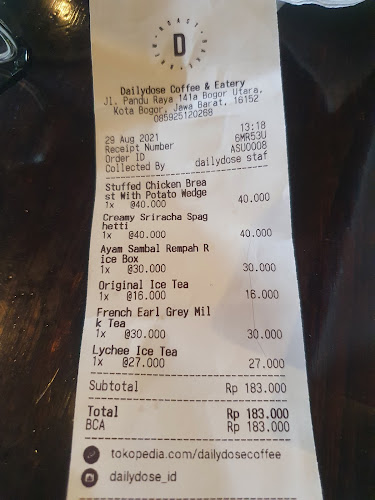 ROAST
D
Dailydose Coffee & Eatery
Jl. Pandu Raya 141a Bogor Utara,
Kota Bogor, Jawa Barat, 16152
085925120268
29 Aug 2021 13:18
Receipt Number 6MR53U
Order ID ASU0008
Collected By dailydose staf
Stuffed Chicken Brea
st With Potato Wedge
1x @40.000 40.000
Creamy Sriracha Spag
hetti
1x @40.000 40.000
Ayam Sambal Rempah R
ice Box
1x @30.000 30.000
Original Ice Tea
1x @16.000 16.000
French Earl Grey Mil
k Tea
1x @30.000 30.000
Lychee Ice Tea
1x @27.000 27.000
Subtotal Rp 183.000
Total Rp 183.000
BCA Rp 183.000
tokopedia.com/dailydosecoffee
dailydose_id